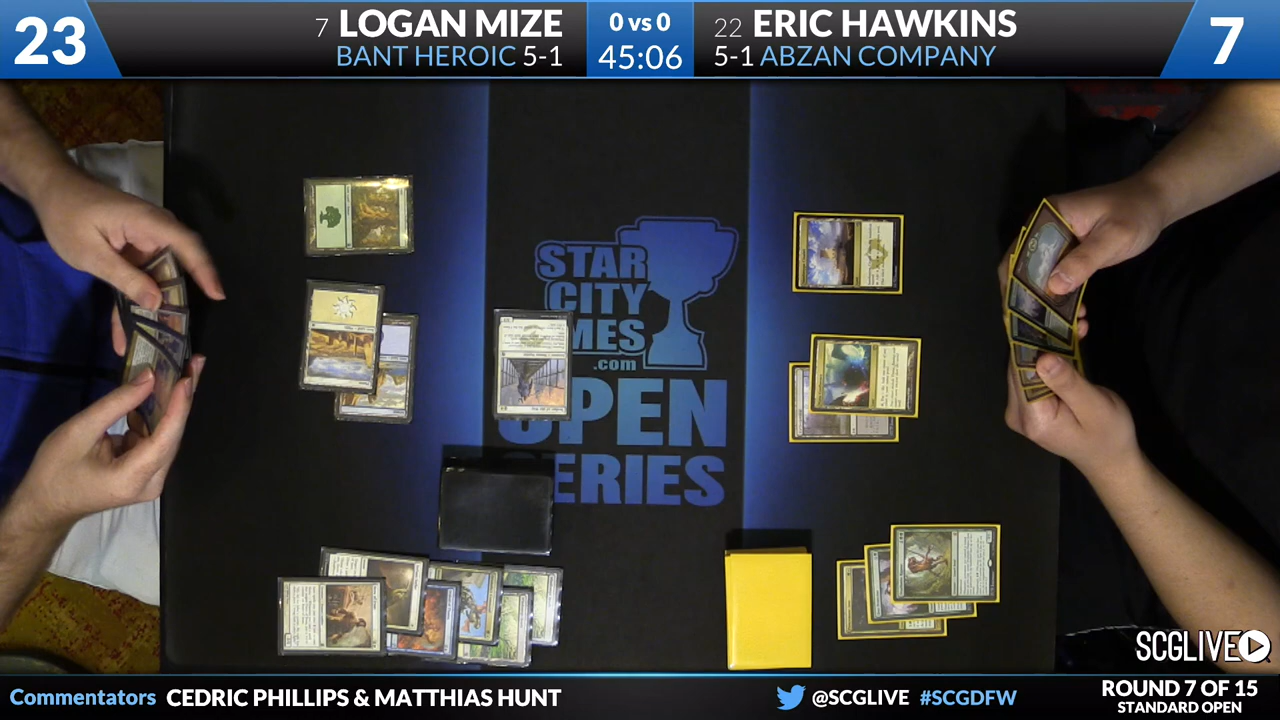 23
7 LOGAN MIZE
BANT HEROIC 5-1
0 vs 0
45:06
22 ERIC HAWKINS
5-1 ABZAN COMPANY
7
STAR
CITY
.com
OPEN
SERIES
SCGLIVE
Commentators CEDRIC PHILLIPS & MATTHIAS HUNT
@SCGLIVE #SCGDFW
ROUND 7 OF 15
STANDARD OPEN